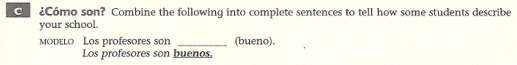 C ¿Cómo son? Combine the following into complete sentences to tell how some students describe
your school.
MODELO Los profesores son ________ (bueno).
Los profesores son buenos.